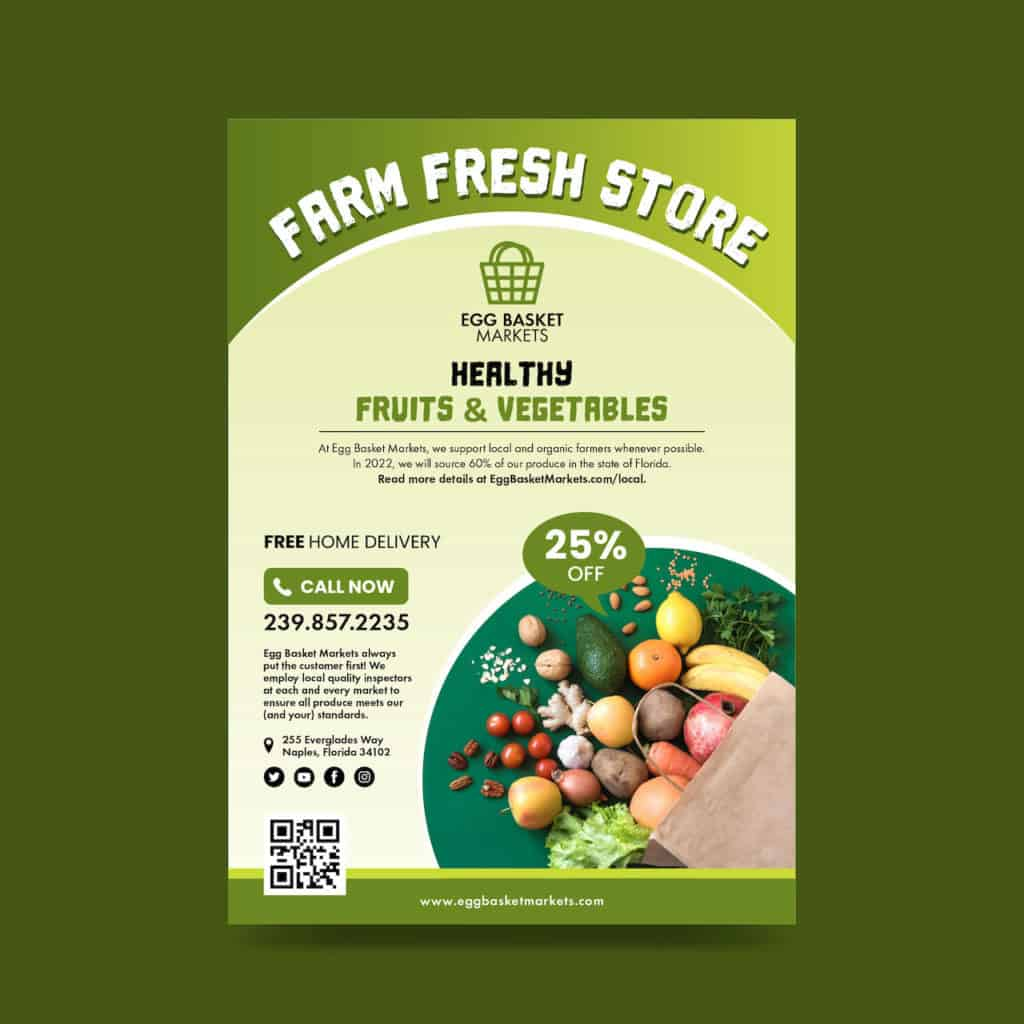 FARM FRESH STORE
EGG BASKET
MARKETS
HEALTHY
FRUITS & VEGETABLES
At Egg Basket Markets, we support local and organic farmers whenever possible.
In 2022, we will source 60% of our produce in the state of Florida.
Read more details at EggBasketMarkets.com/local.
25%
OFF
FREE HOME DELIVERY
CALL NOW
239.857.2235
Egg Basket Markets always
put the customer first! We
employ local quality inspectors
at each and every market to
ensure all produce meets our
(and your) standards.
255 Everglades Way
Naples, Florida 34102
www.eggbasketmarkets.com